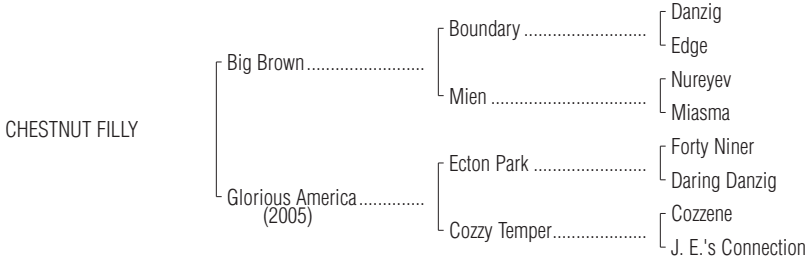 Danzig
Boundary ..........................
Edge
Big Brown.........................
Nureyev
Mien .................................
Miasma
CHESTNUT FILLY
Forty Niner
Ecton Park ........................
Daring Danzig
Glorious America..............
(2005)
Cozzene
Cozzy Temper....................
J. E.'s Connection